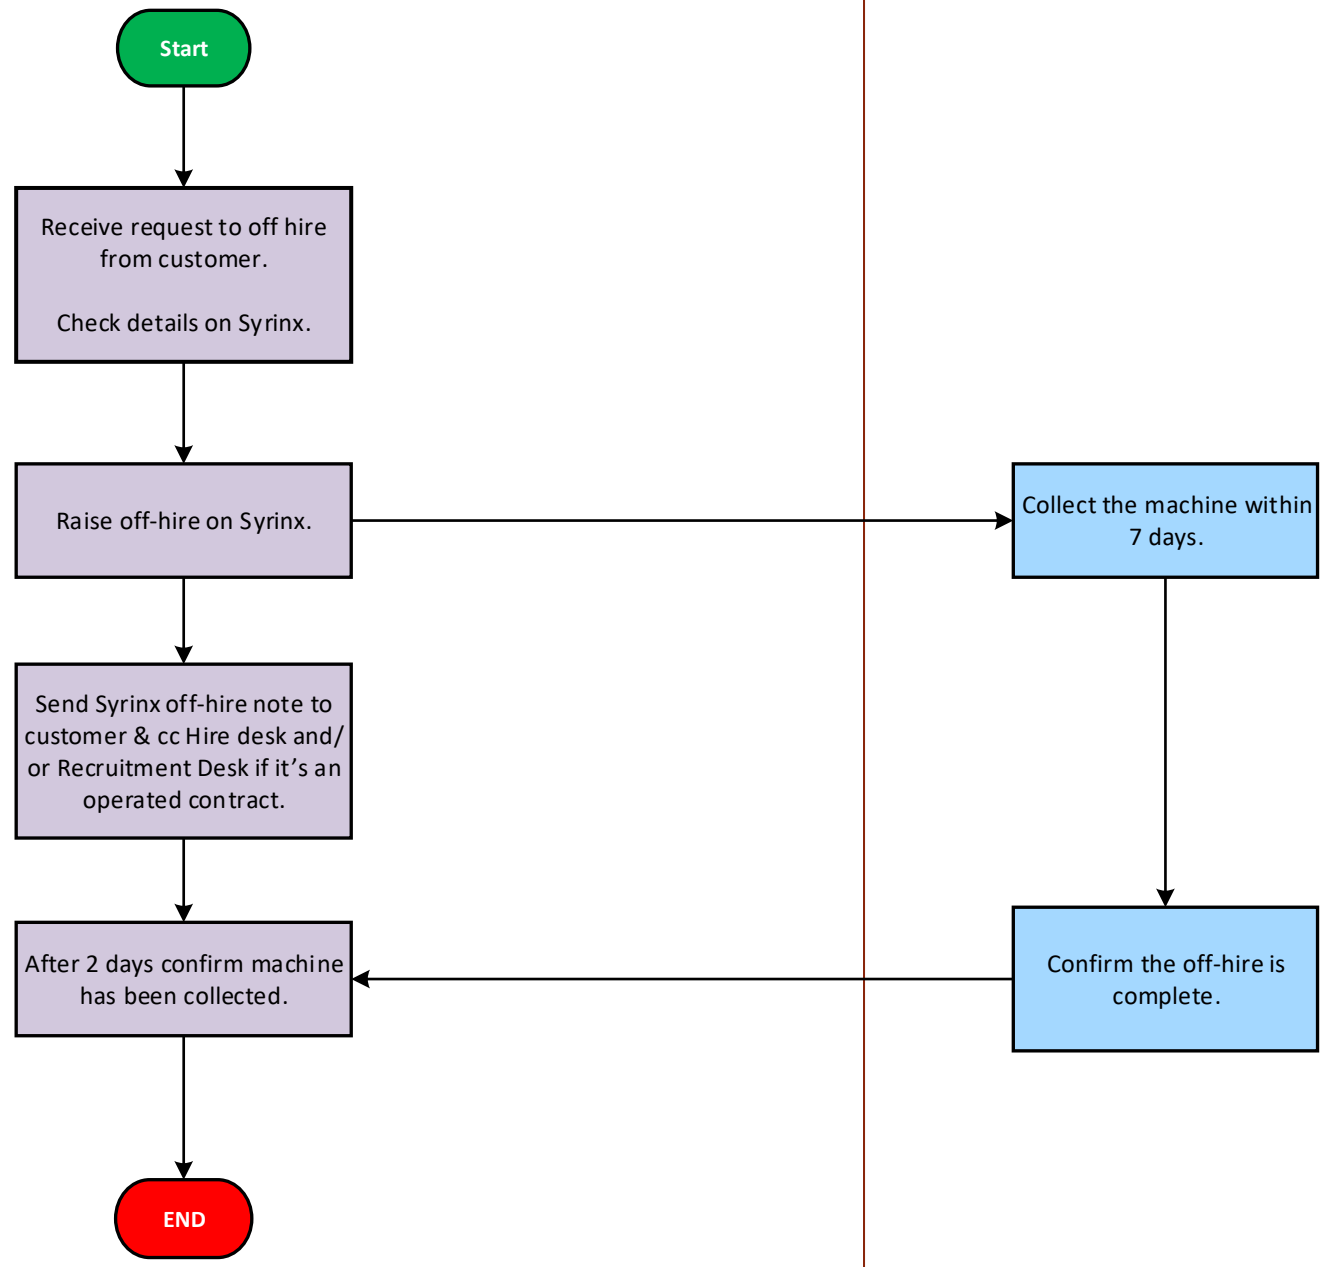 Start
Receive request to off hire
from customer.
Check details on Syrinx.
Raise off-hire on Syrinx.
Collect the machine within
7 days.
Send Syrinx off-hire note to
customer & cc Hire desk and/
or Recruitment Desk if it’s an
operated contract.
After 2 days confirm machine
has been collected.
Confirm the off-hire is
complete.
END